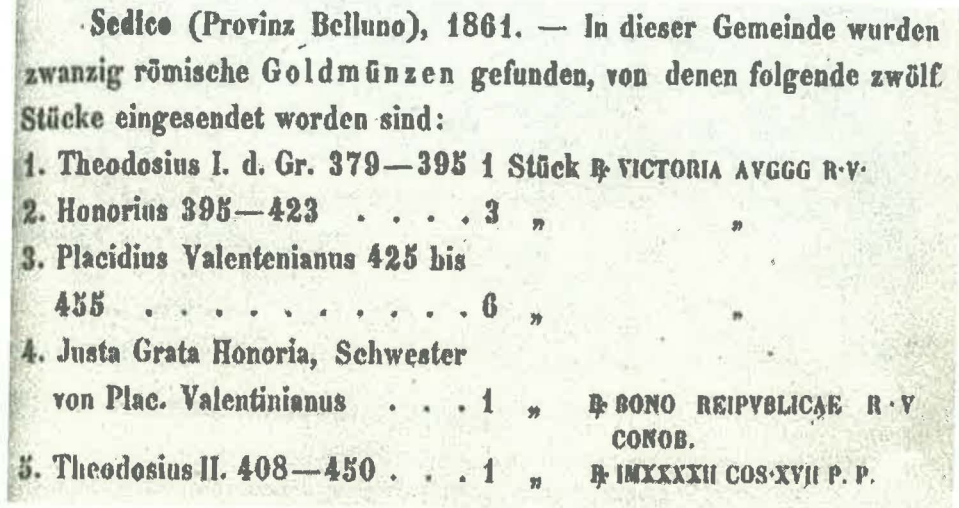 Sedico (Provinz Belluno), 1861. — In dieser Gemeinde wurden
zwanzig römische Goldmünzen gefunden, von denen folgende zwölf
Stücke eingesendet worden sind:
1. Theodosius I. d. Gr. 379—395 1 Stück ℞ VICTORIA AVGGG R·V·
2. Honorius 395—423 . . . . 3 „ „
3. Placidius Valentenianus 425 bis
455 . . . . . . . . . . 6 „ „
4. Justa Grata Honoria, Schwester
von Plac. Valentinianus . . . 1 „ ℞ BONO REIPVBLICAE R·V
CONOB.
5. Theodosius II. 408—450 . . . 1 „ ℞ IMXXXXII COS·XVII P. P.